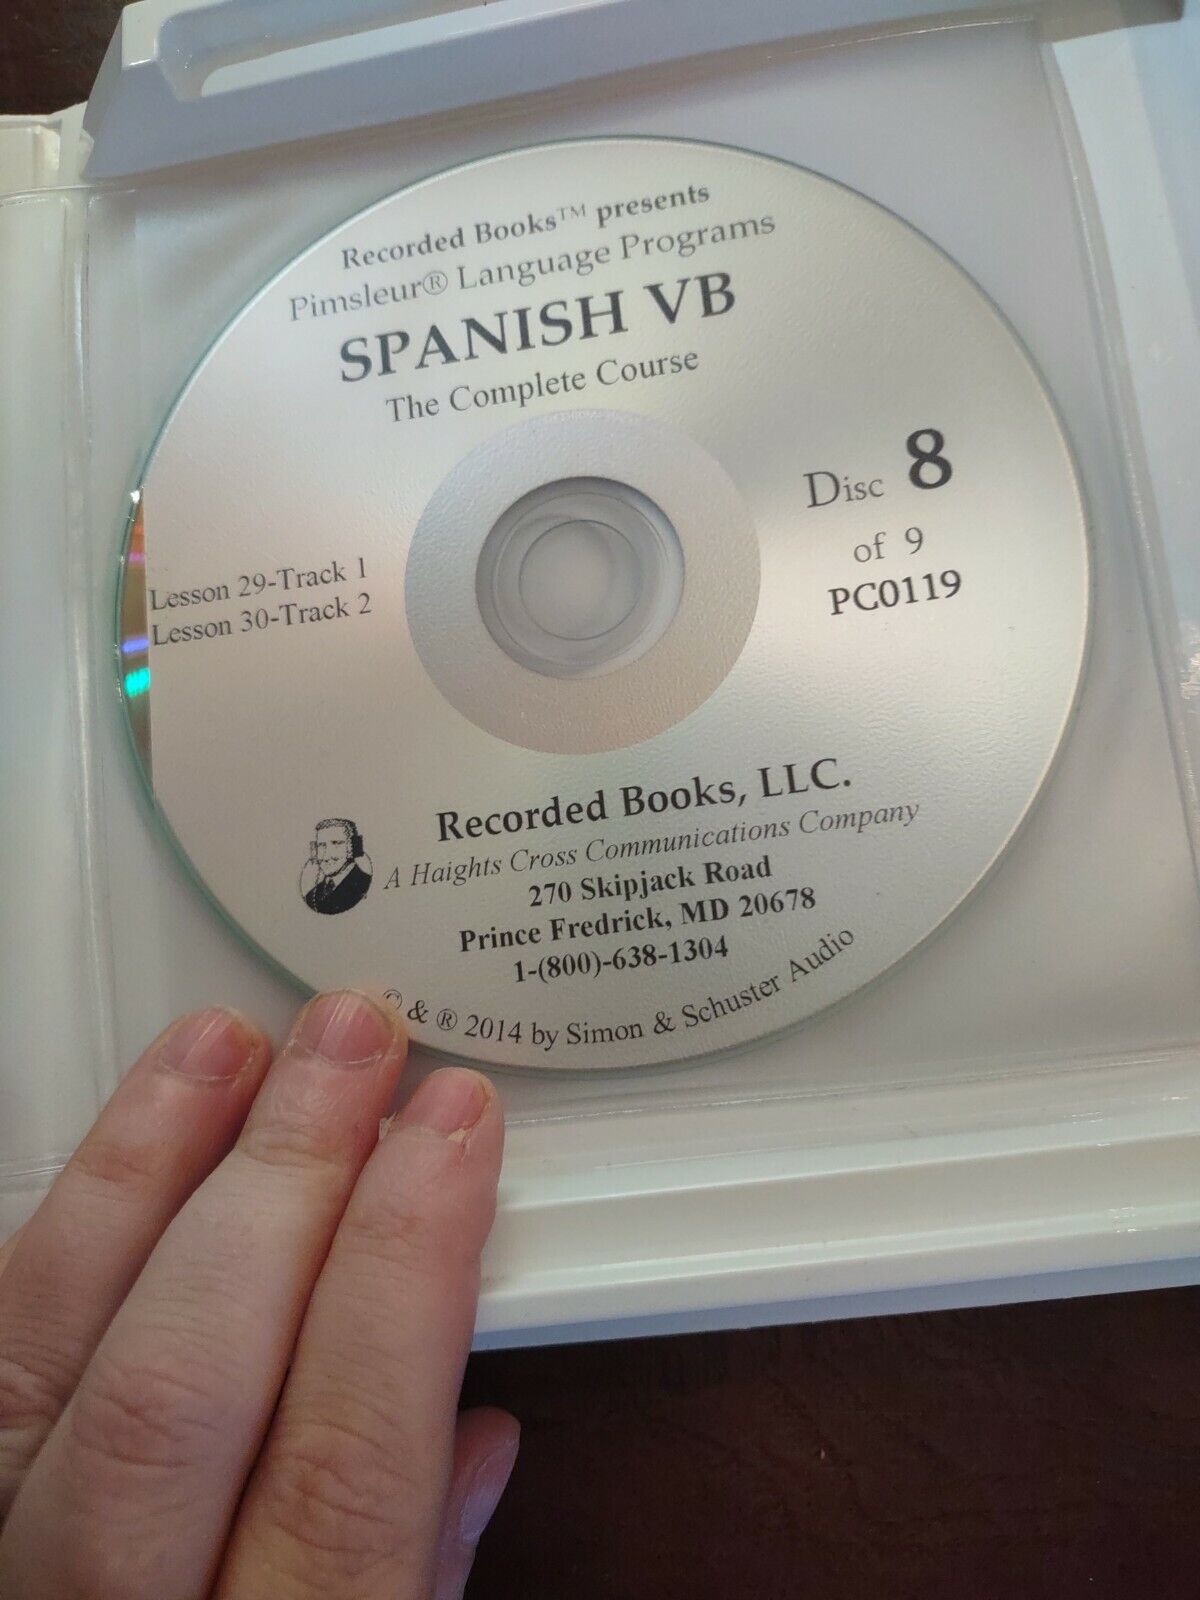 Recorded Books™ presents
Pimsleur® Language Programs
SPANISH VB
The Complete Course
Disc 8
of 9
PC0119
Lesson 29-Track 1
Lesson 30-Track 2
Recorded Books, LLC.
A Haights Cross Communications Company
270 Skipjack Road
Prince Fredrick, MD 20678
1-(800)-638-1304
© & ® 2014 by Simon & Schuster Audio